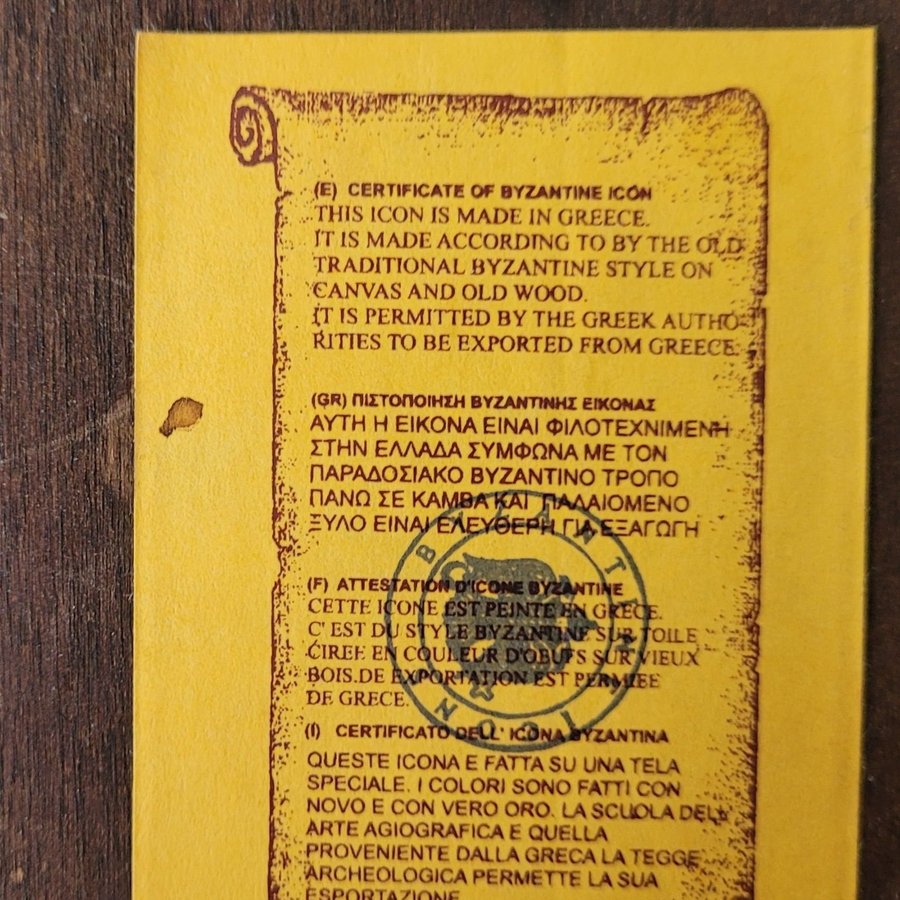 (E) CERTIFICATE OF BYZANTINE ICON
THIS ICON IS MADE IN GREECE.
IT IS MADE ACCORDING TO BY THE OLD
TRADITIONAL BYZANTINE STYLE ON
CANVAS AND OLD WOOD.
IT IS PERMITTED BY THE GREEK AUTHO-
RITIES TO BE EXPORTED FROM GREECE.
(GR) ΠΙΣΤΟΠΟΙΗΣΗ ΒΥΖΑΝΤΙΝΗΣ ΕΙΚΟΝΑΣ
ΑΥΤΗ Η ΕΙΚΟΝΑ ΕΙΝΑΙ ΦΙΛΟΤΕΧΝΙΜΕΝΗ
ΣΤΗΝ ΕΛΛΑΔΑ ΣΥΜΦΩΝΑ ΜΕ ΤΟΝ
ΠΑΡΑΔΟΣΙΑΚΟ ΒΥΖΑΝΤΙΝΟ ΤΡΟΠΟ
ΠΑΝΩ ΣΕ ΚΑΜΒΑ ΚΑΙ ΠΑΛΑΙΟΜΕΝΟ
ΞΥΛΟ ΕΙΝΑΙ ΕΛΕΥΘΕΡΗ ΓΙΑ ΕΞΑΓΩΓΗ
(F) ATTESTATION D'ICONE BYZANTINE
CETTE ICONE EST PEINTE EN GRECE.
C' EST DU STYLE BYZANTINE SUR TOILE
CIREE EN COULEUR D'OEUFS SUR VIEUX
BOIS.DE EXPORTATION EST PERMIEE
DE GRECE.
(I) CERTIFICATO DELL' ICONA BYZANTINA
QUESTE ICONA E FATTA SU UNA TELA
SPECIALE. I COLORI SONO FATTI CON
NOVO E CON VERO ORO. LA SCUOLA DELL'
ARTE AGIOGRAFICA E QUELLA
PROVENIENTE DALLA GRECA LA TEGGE
ARCHEOLOGICA PERMETTE LA SUA
ESPORTAZIONE
BYZANTINE ICON